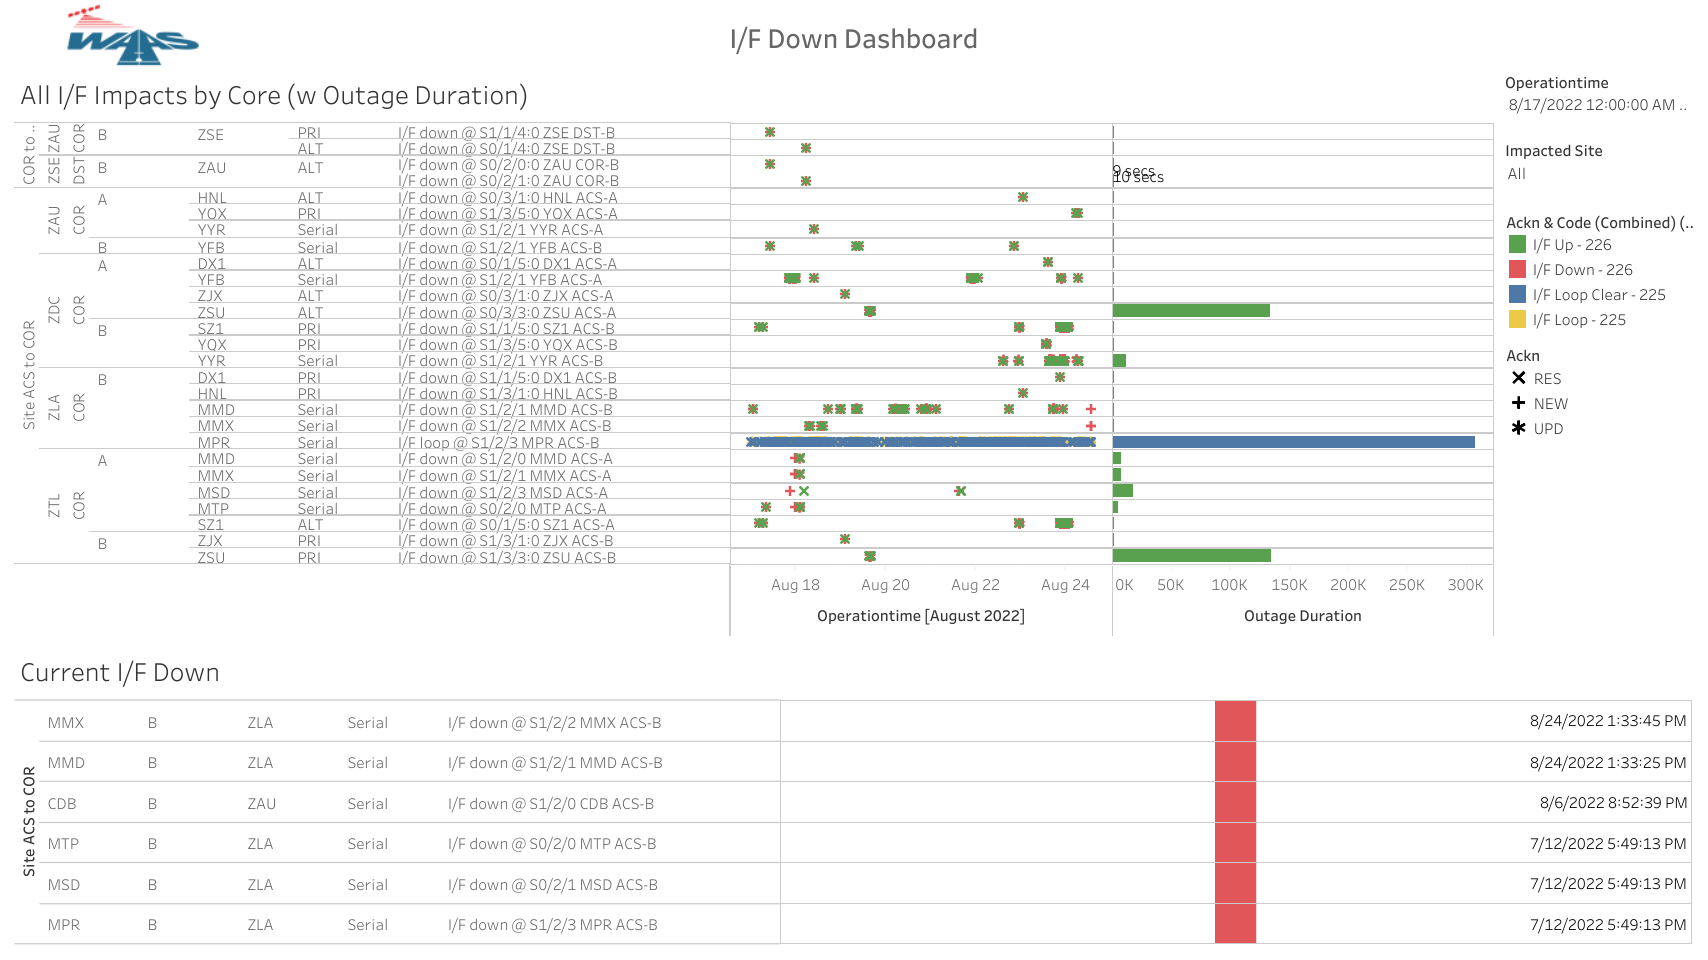 WAAS
I/F Down Dashboard
All I/F Impacts by Core (w Outage Duration)
COR to .. ZAU COR B ZSE PRI I/F down @ S1/1/4:0 ZSE DST-B
ALT I/F down @ S0/1/4:0 ZSE DST-B
ZSE DST B ZAU ALT I/F down @ S0/2/0:0 ZAU COR-B
9 secs
10 secs
I/F down @ S0/2/1:0 ZAU COR-B
Site ACS to COR ZAU COR A HNL ALT I/F down @ S0/3/1:0 HNL ACS-A
YQX PRI I/F down @ S1/3/5:0 YQX ACS-A
YYR Serial I/F down @ S1/2/1 YYR ACS-A
B YFB Serial I/F down @ S1/2/1 YFB ACS-B
ZDC COR A DX1 ALT I/F down @ S0/1/5:0 DX1 ACS-A
YFB Serial I/F down @ S1/2/1 YFB ACS-A
ZJX ALT I/F down @ S0/3/1:0 ZJX ACS-A
ZSU ALT I/F down @ S0/3/3:0 ZSU ACS-A
B SZ1 PRI I/F down @ S1/1/5:0 SZ1 ACS-B
YQX PRI I/F down @ S1/3/5:0 YQX ACS-B
YYR Serial I/F down @ S1/2/1 YYR ACS-B
ZLA COR B DX1 PRI I/F down @ S1/1/5:0 DX1 ACS-B
HNL PRI I/F down @ S1/3/1:0 HNL ACS-B
MMD Serial I/F down @ S1/2/1 MMD ACS-B
MMX Serial I/F down @ S1/2/2 MMX ACS-B
MPR Serial I/F loop @ S1/2/3 MPR ACS-B
ZTL COR A MMD Serial I/F down @ S1/2/0 MMD ACS-A
MMX Serial I/F down @ S1/2/1 MMX ACS-A
MSD Serial I/F down @ S1/2/3 MSD ACS-A
MTP Serial I/F down @ S0/2/0 MTP ACS-A
SZ1 ALT I/F down @ S0/1/5:0 SZ1 ACS-A
B ZJX PRI I/F down @ S1/3/1:0 ZJX ACS-B
ZSU PRI I/F down @ S1/3/3:0 ZSU ACS-B
Aug 18 Aug 20 Aug 22 Aug 24 0K 50K 100K 150K 200K 250K 300K
Operationtime [August 2022] Outage Duration
Operationtime
8/17/2022 12:00:00 AM ..
Impacted Site
All
Ackn & Code (Combined) (..
I/F Up - 226
I/F Down - 226
I/F Loop Clear - 225
I/F Loop - 225
Ackn
RES
NEW
UPD
Current I/F Down
Site ACS to COR
MMX B ZLA Serial I/F down @ S1/2/2 MMX ACS-B 8/24/2022 1:33:45 PM
MMD B ZLA Serial I/F down @ S1/2/1 MMD ACS-B 8/24/2022 1:33:25 PM
CDB B ZAU Serial I/F down @ S1/2/0 CDB ACS-B 8/6/2022 8:52:39 PM
MTP B ZLA Serial I/F down @ S0/2/0 MTP ACS-B 7/12/2022 5:49:13 PM
MSD B ZLA Serial I/F down @ S0/2/1 MSD ACS-B 7/12/2022 5:49:13 PM
MPR B ZLA Serial I/F down @ S1/2/3 MPR ACS-B 7/12/2022 5:49:13 PM